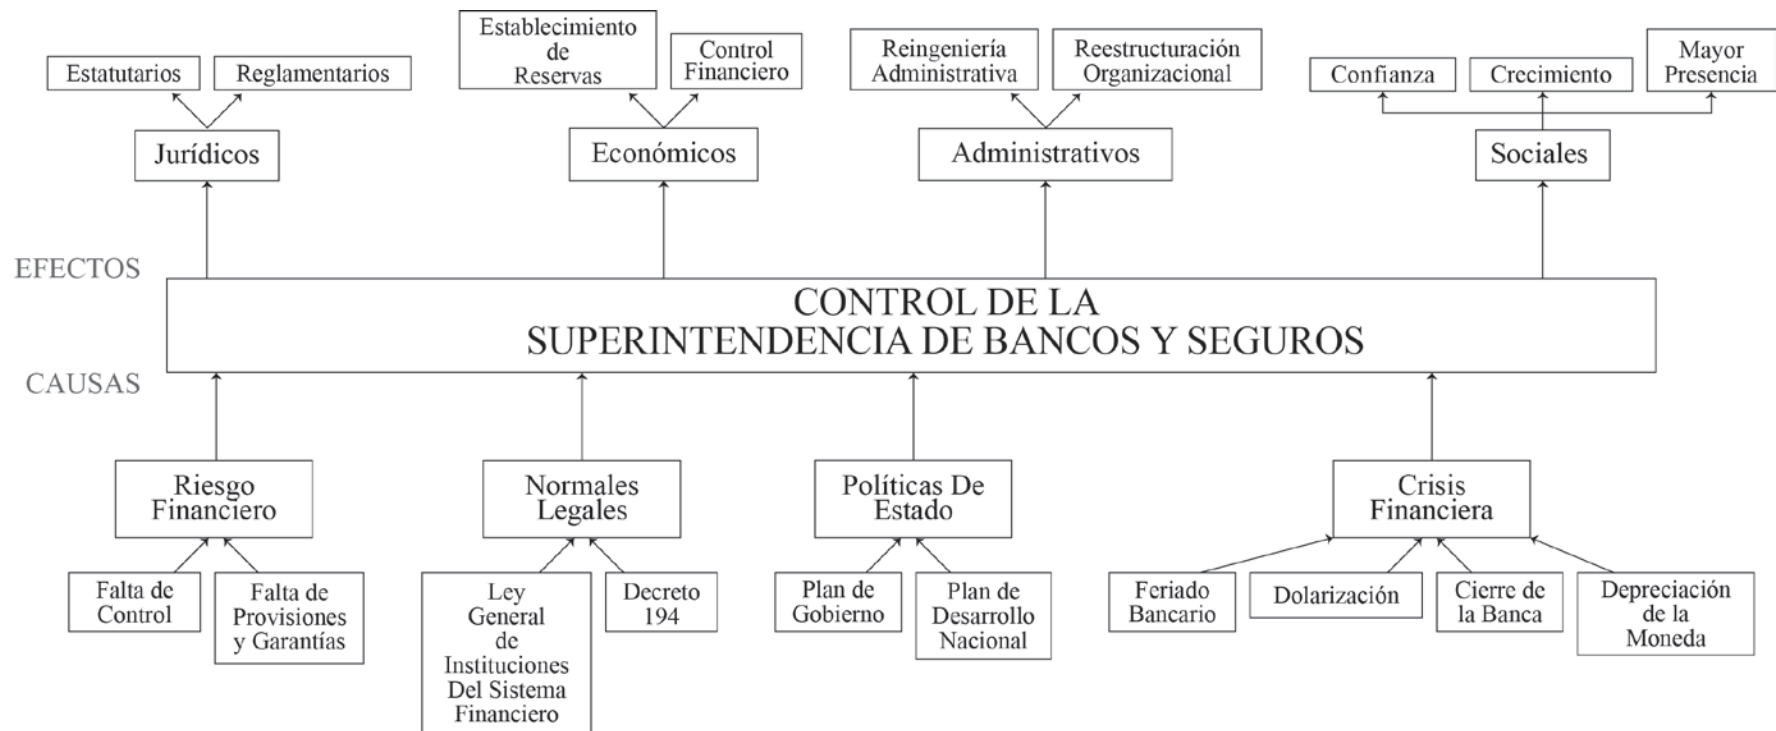 Estatutarios
Reglamentarios
Establecimiento
de
Reservas
Control
Financiero
Reingeniería
Administrativa
Reestructuración
Organizacional
Confianza
Crecimiento
Mayor
Presencia
Jurídicos
Económicos
Administrativos
Sociales
EFECTOS
CONTROL DE LA
SUPERINTENDENCIA DE BANCOS Y SEGUROS
CAUSAS
Riesgo
Financiero
Normales
Legales
Políticas De
Estado
Crisis
Financiera
Falta de
Control
Falta de
Provisiones
y Garantías
Ley
General
de
Instituciones
Del Sistema
Financiero
Decreto
194
Plan de
Gobierno
Plan de
Desarrollo
Nacional
Feriado
Bancario
Dolarización
Cierre de
la Banca
Depreciación
de la
Moneda